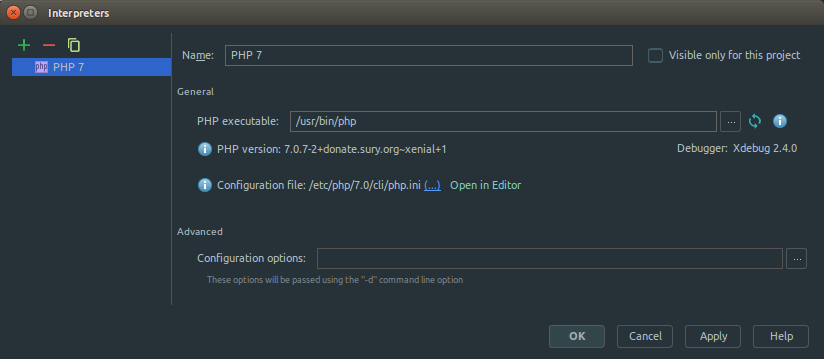 Interpreters
php PHP 7
Name: PHP 7 Visible only for this project
General
PHP executable: /usr/bin/php ...
PHP version: 7.0.7-2+donate.sury.org~xenial+1 Debugger: Xdebug 2.4.0
Configuration file: /etc/php/7.0/cli/php.ini (...) Open in Editor
Advanced
Configuration options: ...
These options will be passed using the "-d" command line option
OK Cancel Apply Help